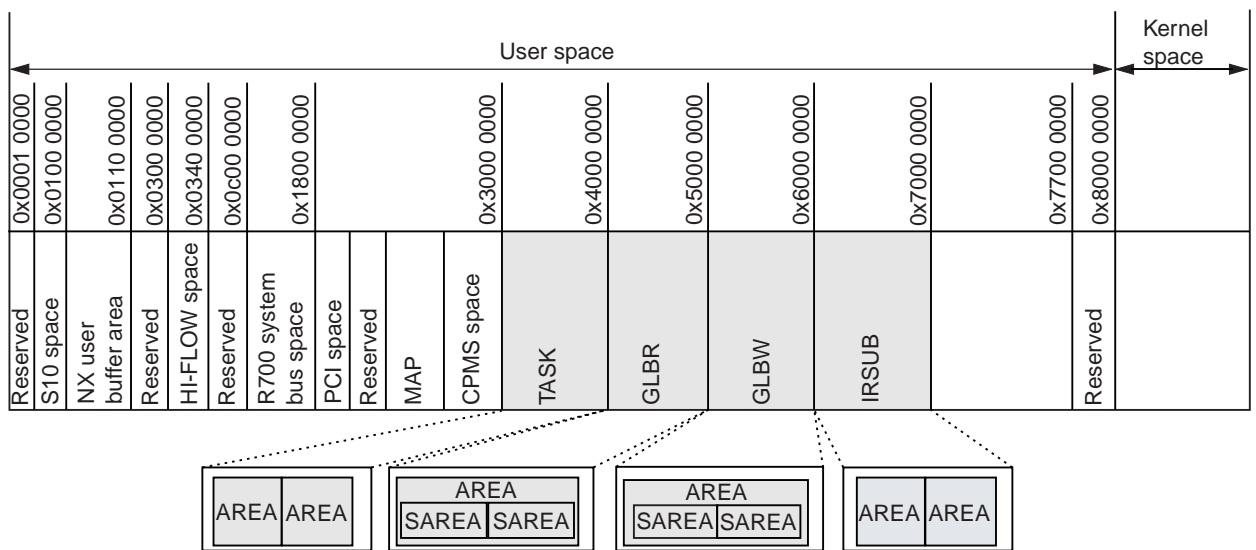 User space
Kernel
space
0x0001 0000
0x0100 0000
0x0110 0000
0x0300 0000
0x0340 0000
0x0c00 0000
0x1800 0000
0x3000 0000
0x4000 0000
0x5000 0000
0x6000 0000
0x7000 0000
0x7700 0000
0x8000 0000
Reserved
S10 space
NX user
buffer area
Reserved
HI-FLOW space
Reserved
R700 system
bus space
PCI space
Reserved
MAP
CPMS space
TASK
GLBR
GLBW
IRSUB
Reserved
AREA AREA
AREA
SAREA SAREA
AREA
SAREA SAREA
AREA AREA